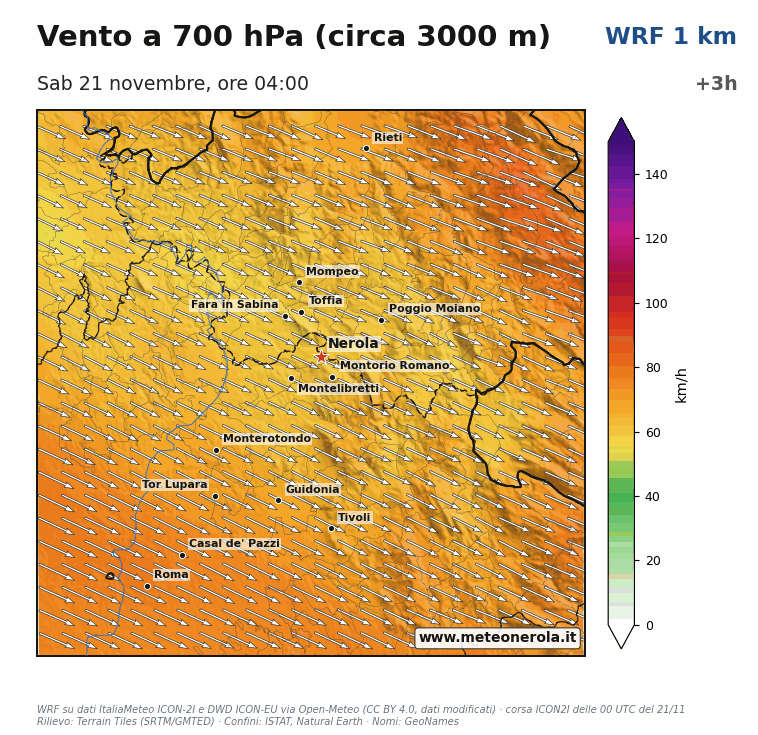 Vento a 700 hPa (circa 3000 m)
WRF 1 km
Sab 21 novembre, ore 04:00
+3h
Rieti
Mompeo
Fara in Sabina
Toffia
Poggio Moiano
Nerola
Montorio Romano
Montelibretti
Monterotondo
Tor Lupara
Guidonia
Tivoli
Casal de' Pazzi
Roma
www.meteonerola.it
140
120
100
80
60
40
20
0
km/h
WRF su dati ItaliaMeteo ICON-2I e DWD ICON-EU via Open-Meteo (CC BY 4.0, dati modificati) · corsa ICON2I delle 00 UTC del 21/11
Rilievo: Terrain Tiles (SRTM/GMTED) · Confini: ISTAT, Natural Earth · Nomi: GeoNames